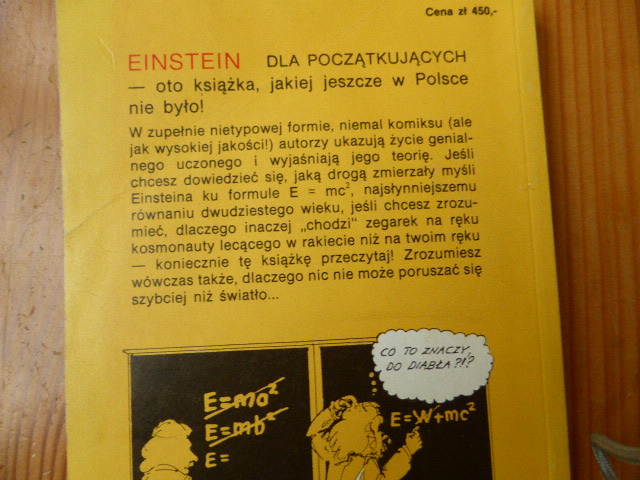 Cena zł 450,-
EINSTEIN DLA POCZĄTKUJĄCYCH
— oto książka, jakiej jeszcze w Polsce
nie było!
W zupełnie nietypowej formie, niemal komiksu (ale
jak wysokiej jakości!) autorzy ukazują życie genial-
nego uczonego i wyjaśniają jego teorię. Jeśli
chcesz dowiedzieć się, jaką drogą zmierzały myśli
Einsteina ku formule E = mc², najsłynniejszemu
równaniu dwudziestego wieku, jeśli chcesz zrozu-
mieć, dlaczego inaczej „chodzi" zegarek na ręku
kosmonauty lecącego w rakiecie niż na twoim ręku
— koniecznie tę książkę przeczytaj! Zrozumiesz
wówczas także, dlaczego nic nie może poruszać się
szybciej niż światło...
CO TO ZNACZY,
DO DIABŁA?!?
E=ma²
E=mb²
E=
E=W+mc²